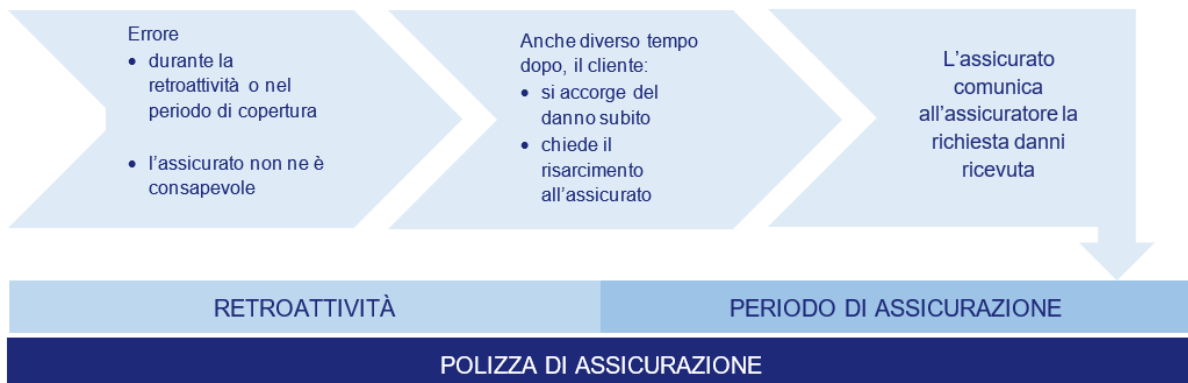 Errore
• durante la
retroattività o nel
periodo di copertura
• l'assicurato non ne è
consapevole
Anche diverso tempo
dopo, il cliente:
• si accorge del
danno subito
• chiede il
risarcimento
all'assicurato
L'assicurato
comunica
all'assicuratore la
richiesta danni
ricevuta
RETROATTIVITÀ
PERIODO DI ASSICURAZIONE
POLIZZA DI ASSICURAZIONE